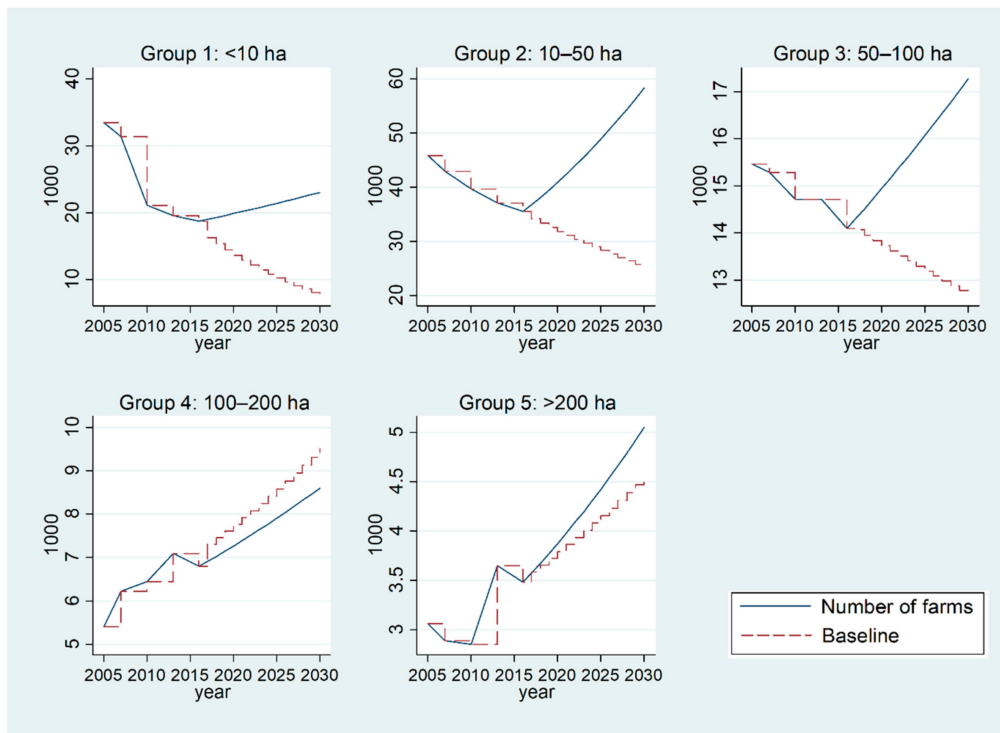 Group 1: <10 ha
40
30
20
10
1000
2005 2010 2015 2020 2025 2030
year
Group 2: 10–50 ha
60
50
40
30
20
1000
2005 2010 2015 2020 2025 2030
year
Group 3: 50–100 ha
17
16
15
14
13
1000
2005 2010 2015 2020 2025 2030
year
Group 4: 100–200 ha
10
9
8
7
6
5
1000
2005 2010 2015 2020 2025 2030
year
Group 5: >200 ha
5
4.5
4
3.5
3
1000
2005 2010 2015 2020 2025 2030
year
Number of farms
Baseline